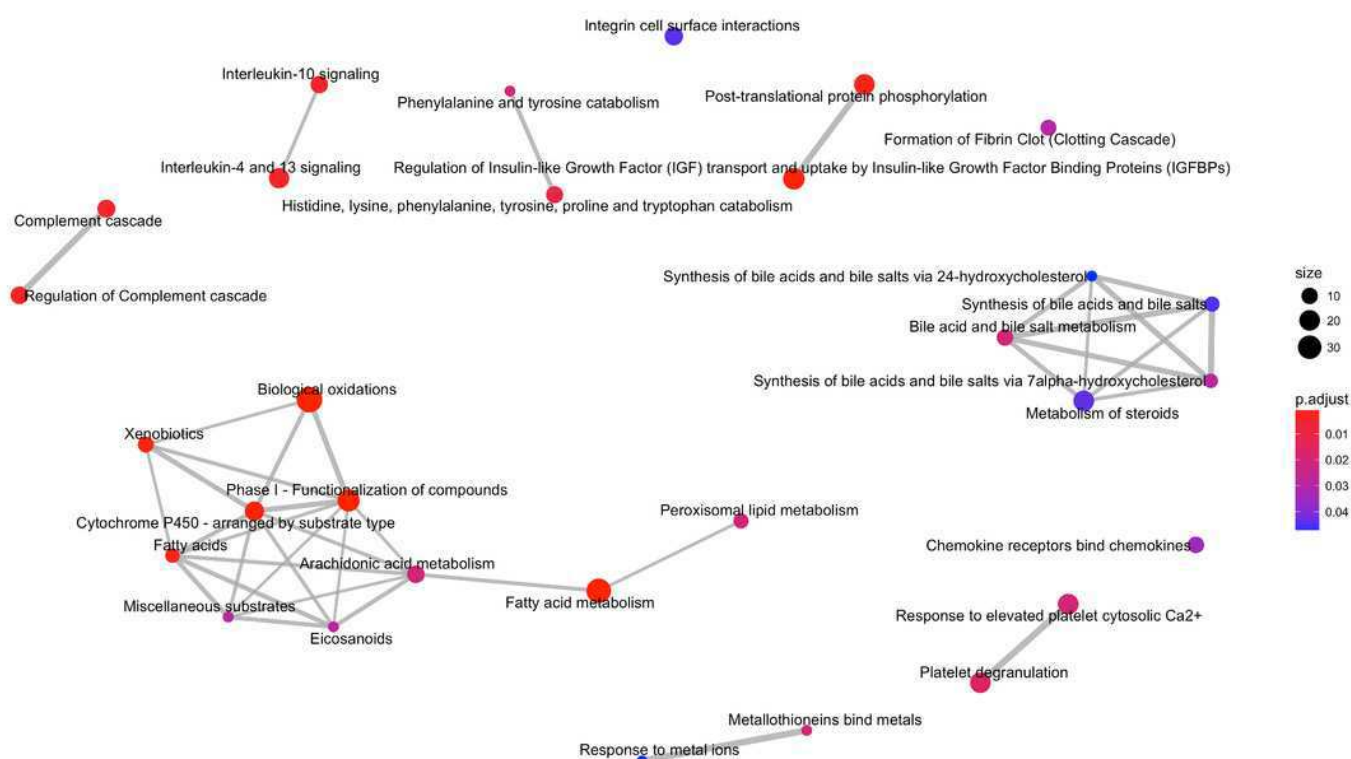 Integrin cell surface interactions
Interleukin-10 signaling
Phenylalanine and tyrosine catabolism
Post-translational protein phosphorylation
Formation of Fibrin Clot (Clotting Cascade)
Interleukin-4 and 13 signaling
Regulation of Insulin-like Growth Factor (IGF) transport and uptake by Insulin-like Growth Factor Binding Proteins (IGFBPs)
Histidine, lysine, phenylalanine, tyrosine, proline and tryptophan catabolism
Complement cascade
Regulation of Complement cascade
Synthesis of bile acids and bile salts via 24-hydroxycholesterol
Synthesis of bile acids and bile salts
Bile acid and bile salt metabolism
Synthesis of bile acids and bile salts via 7alpha-hydroxycholesterol
Metabolism of steroids
size
10
20
30
p.adjust
0.01
0.02
0.03
0.04
Biological oxidations
Xenobiotics
Phase I - Functionalization of compounds
Cytochrome P450 - arranged by substrate type
Fatty acids
Arachidonic acid metabolism
Miscellaneous substrates
Eicosanoids
Peroxisomal lipid metabolism
Fatty acid metabolism
Chemokine receptors bind chemokines
Response to elevated platelet cytosolic Ca2+
Platelet degranulation
Metallothioneins bind metals
Response to metal ions